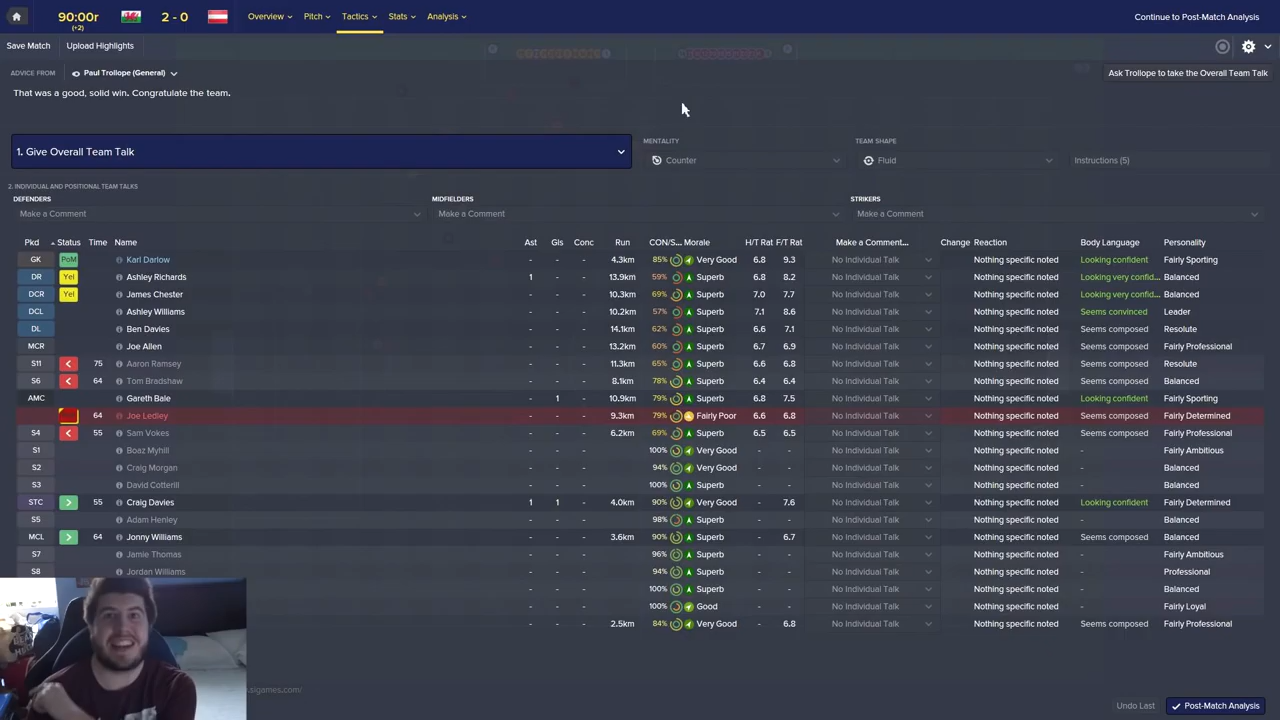 90:00r
(+2)
2 - 0
Overview
Pitch
Tactics
Stats
Analysis
Continue to Post-Match Analysis
Save Match
Upload Highlights
ADVICE FROM
Paul Trollope (General)
Ask Trollope to take the Overall Team Talk
That was a good, solid win. Congratulate the team.
1. Give Overall Team Talk
MENTALITY
Counter
TEAM SHAPE
Fluid
Instructions (5)
2. INDIVIDUAL AND POSITIONAL TEAM TALKS
DEFENDERS
MIDFIELDERS
STRIKERS
Make a Comment
Make a Comment
Make a Comment
Pkd Status Time Name Ast Gls Conc Run CON/S... Morale H/T Rat F/T Rat Make a Comment... Change Reaction Body Language Personality
GK PoM Karl Darlow - - - 4.3km 85% Very Good 6.8 9.3 No Individual Talk Nothing specific noted Looking confident Fairly Sporting
DR Yel Ashley Richards 1 - - 13.9km 59% Superb 6.8 8.2 No Individual Talk Nothing specific noted Looking very confid... Balanced
DCR Yel James Chester - - - 10.3km 69% Superb 7.0 7.7 No Individual Talk Nothing specific noted Looking very confid... Balanced
DCL Ashley Williams - - - 10.2km 57% Superb 7.1 8.6 No Individual Talk Nothing specific noted Seems convinced Leader
DL Ben Davies - - - 14.1km 62% Superb 6.6 7.1 No Individual Talk Nothing specific noted Seems composed Resolute
MCR Joe Allen - - - 13.2km 60% Superb 6.7 6.9 No Individual Talk Nothing specific noted Seems composed Fairly Professional
S11 75 Aaron Ramsey - - - 11.3km 65% Superb 6.6 6.8 No Individual Talk Nothing specific noted Seems composed Resolute
S6 64 Tom Bradshaw - - - 8.1km 78% Superb 6.4 6.4 No Individual Talk Nothing specific noted Seems composed Balanced
AMC Gareth Bale - 1 - 10.9km 79% Superb 6.8 7.5 No Individual Talk Nothing specific noted Looking confident Fairly Sporting
64 Joe Ledley - - - 9.3km 79% Fairly Poor 6.6 6.8 No Individual Talk Nothing specific noted Seems composed Fairly Determined
S4 55 Sam Vokes - - - 6.2km 69% Superb 6.5 6.5 No Individual Talk Nothing specific noted Seems composed Fairly Professional
S1 Boaz Myhill - - - 100% Very Good - - No Individual Talk Nothing specific noted - Fairly Ambitious
S2 Craig Morgan - - - 94% Very Good - - No Individual Talk Nothing specific noted - Balanced
S3 David Cotterill - - - 100% Superb - - No Individual Talk Nothing specific noted - Balanced
STC 55 Craig Davies 1 1 - 4.0km 90% Very Good - 7.6 No Individual Talk Nothing specific noted Looking confident Fairly Determined
S5 Adam Henley - - - 98% Superb - - No Individual Talk Nothing specific noted - Balanced
MCL 64 Jonny Williams - - - 3.6km 90% Superb - 6.7 No Individual Talk Nothing specific noted Seems composed Balanced
S7 Jamie Thomas - - - 96% Superb - - No Individual Talk Nothing specific noted - Fairly Ambitious
S8 Jordan Williams - - - 94% Superb - - No Individual Talk Nothing specific noted - Professional
- - - 100% Superb - - No Individual Talk Nothing specific noted - Balanced
- - - 100% Good - - No Individual Talk Nothing specific noted - Fairly Loyal
- - - 2.5km 84% Very Good - 6.8 No Individual Talk Nothing specific noted Seems composed Fairly Professional
Undo Last
Post-Match Analysis